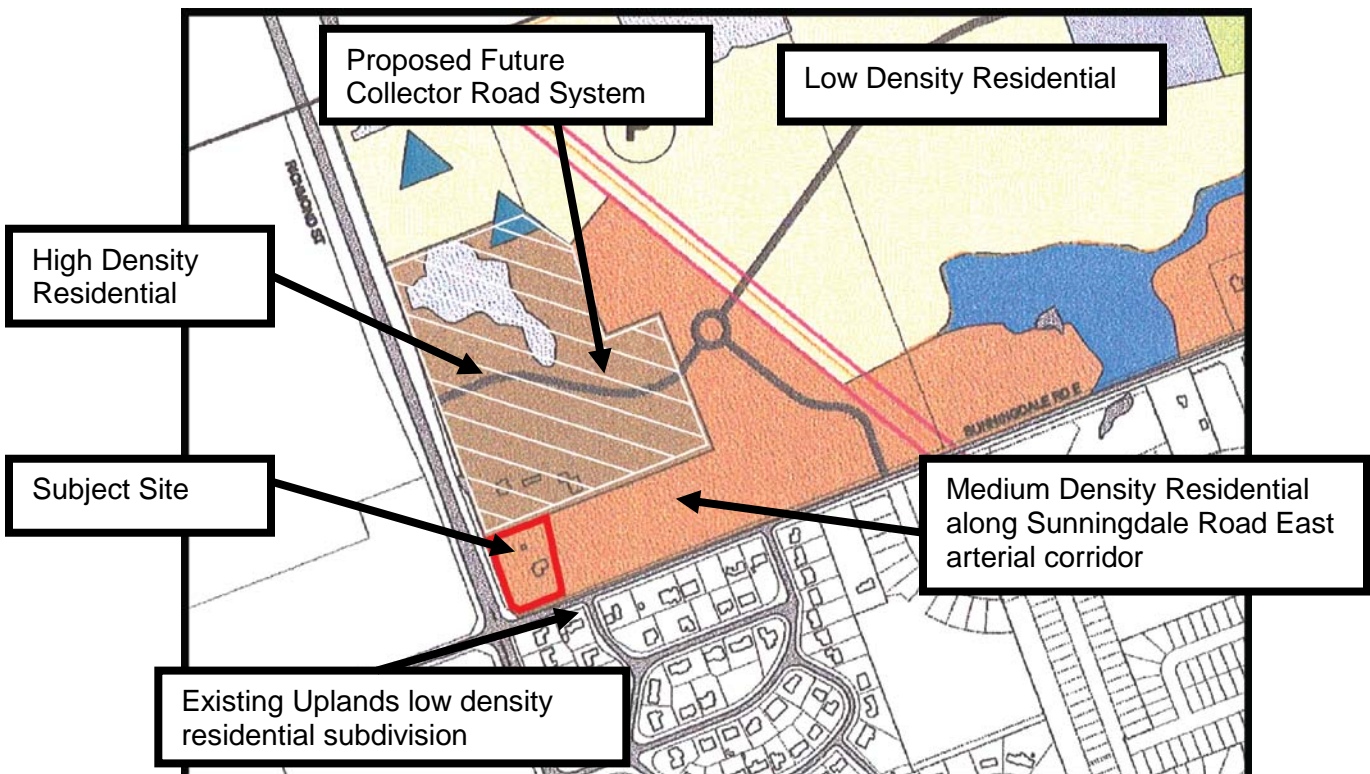 Proposed Future
Collector Road System
Low Density Residential
RICHMOND ST
High Density
Residential
Subject Site
SUNNINGDALE RD E
Medium Density Residential
along Sunningdale Road East
arterial corridor
Existing Uplands low density
residential subdivision